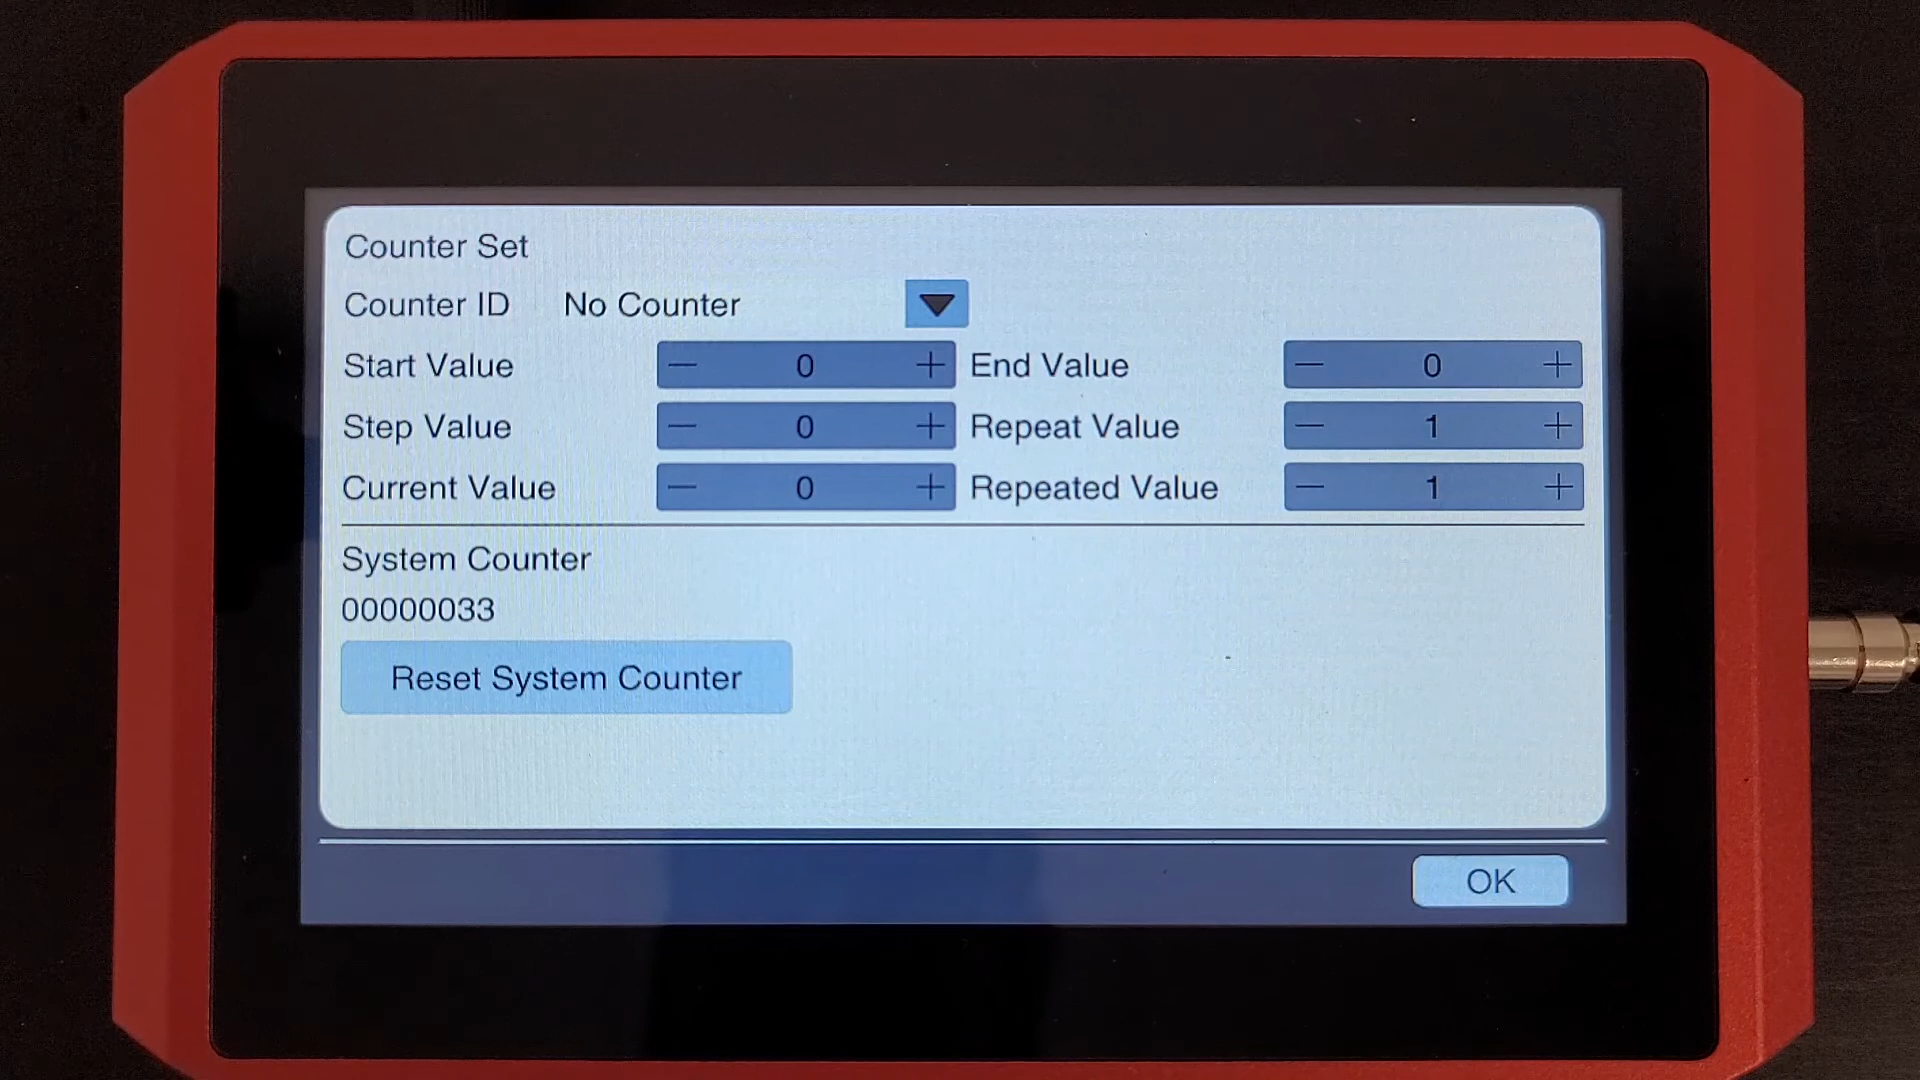 Counter Set
Counter ID No Counter
Start Value — 0 + End Value — 0 +
Step Value — 0 + Repeat Value — 1 +
Current Value — 0 + Repeated Value — 1 +
System Counter
00000033
Reset System Counter
OK